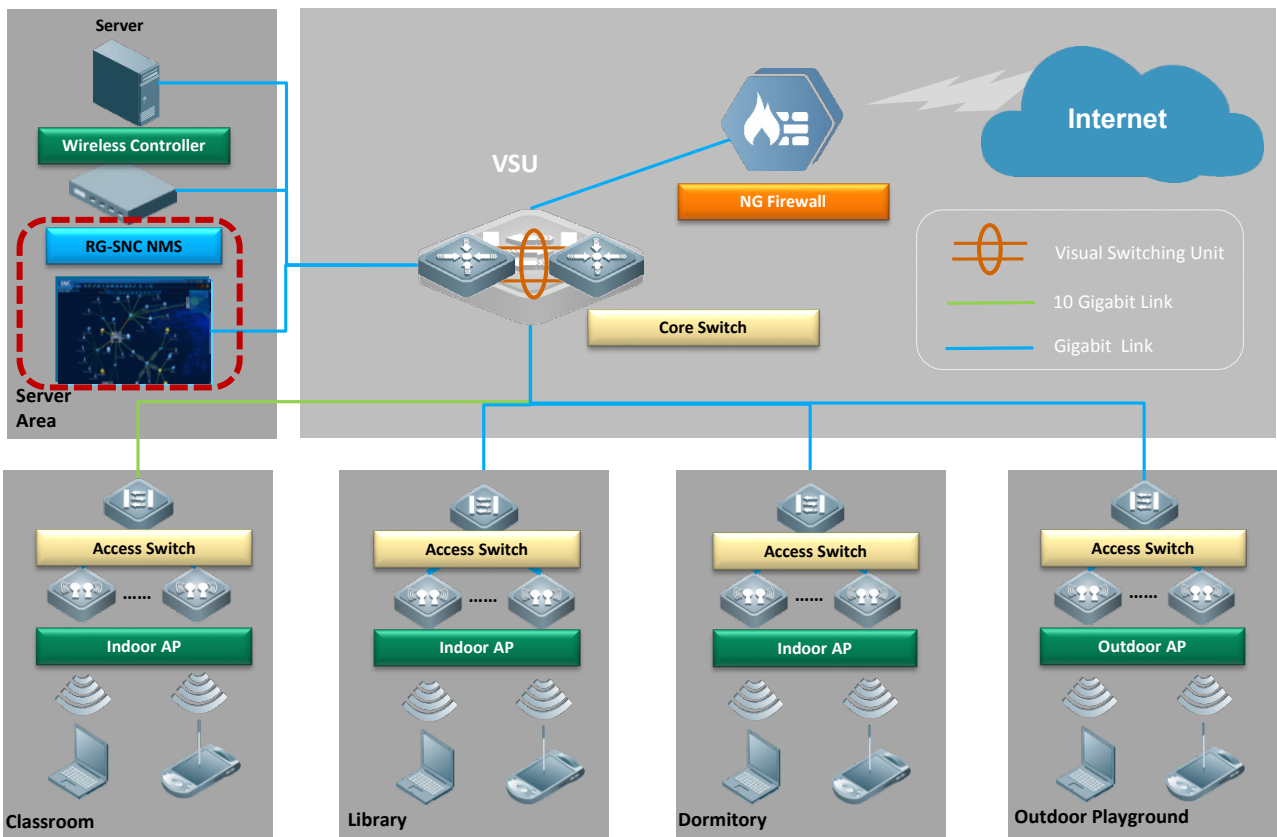 Server
Wireless Controller
RG-SNC NMS
Server
Area
VSU
NG Firewall
Internet
Core Switch
Visual Switching Unit
10 Gigabit Link
Gigabit Link
Access Switch
......
Indoor AP
Classroom
Access Switch
......
Indoor AP
Library
Access Switch
......
Indoor AP
Dormitory
Access Switch
......
Outdoor AP
Outdoor Playground